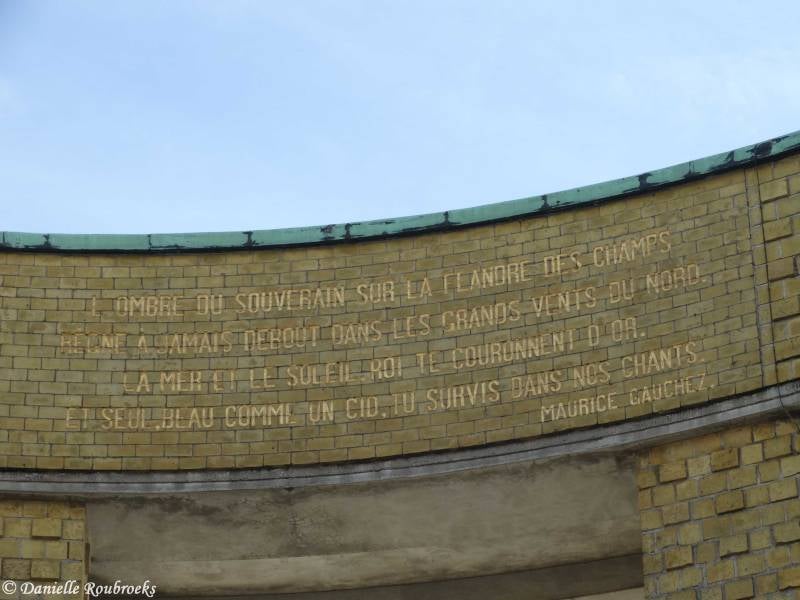 L OMBRE DU SOUVERAIN SUR LA FLANDRE DES CHAMPS
RÈGNE À JAMAIS DEBOUT DANS LES GRANDS VENTS DU NORD.
LA MER ET LE SOLEIL, ROI TE COURONNENT D'OR.
ET SEUL, BLAU COMME UN CID, TU SURVIS DANS NOS CHANTS.
MAURICE GAUCHEZ.
© Danielle Roubroeks